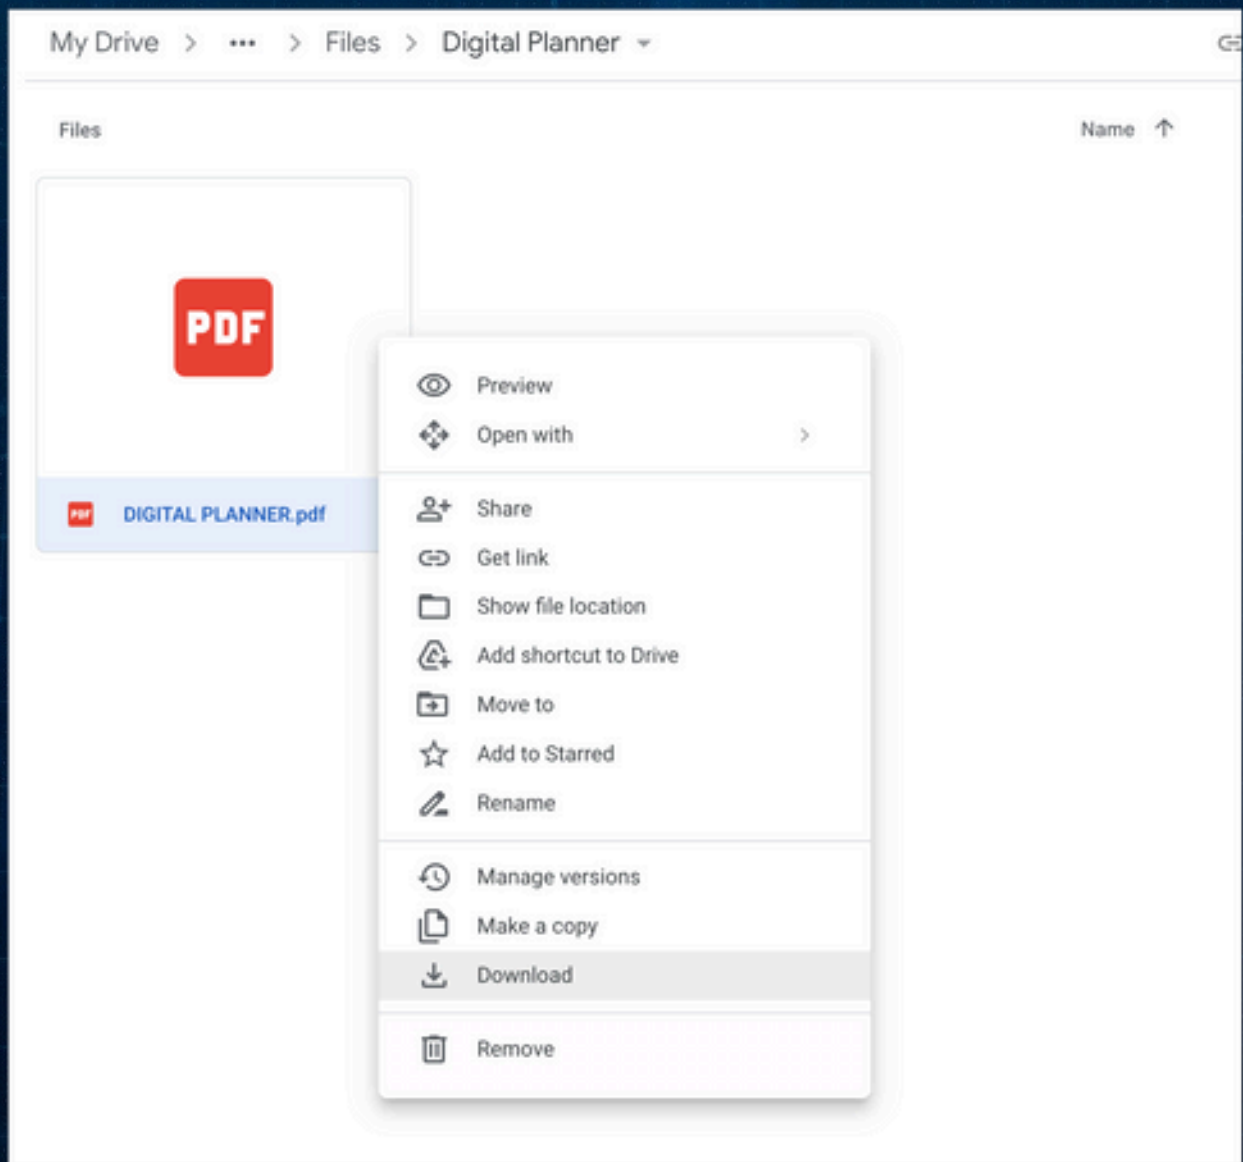 My Drive > ••• > Files > Digital Planner
Files
Name
PDF
PDF DIGITAL PLANNER.pdf
Preview
Open with
Share
Get link
Show file location
Add shortcut to Drive
Move to
Add to Starred
Rename
Manage versions
Make a copy
Download
Remove